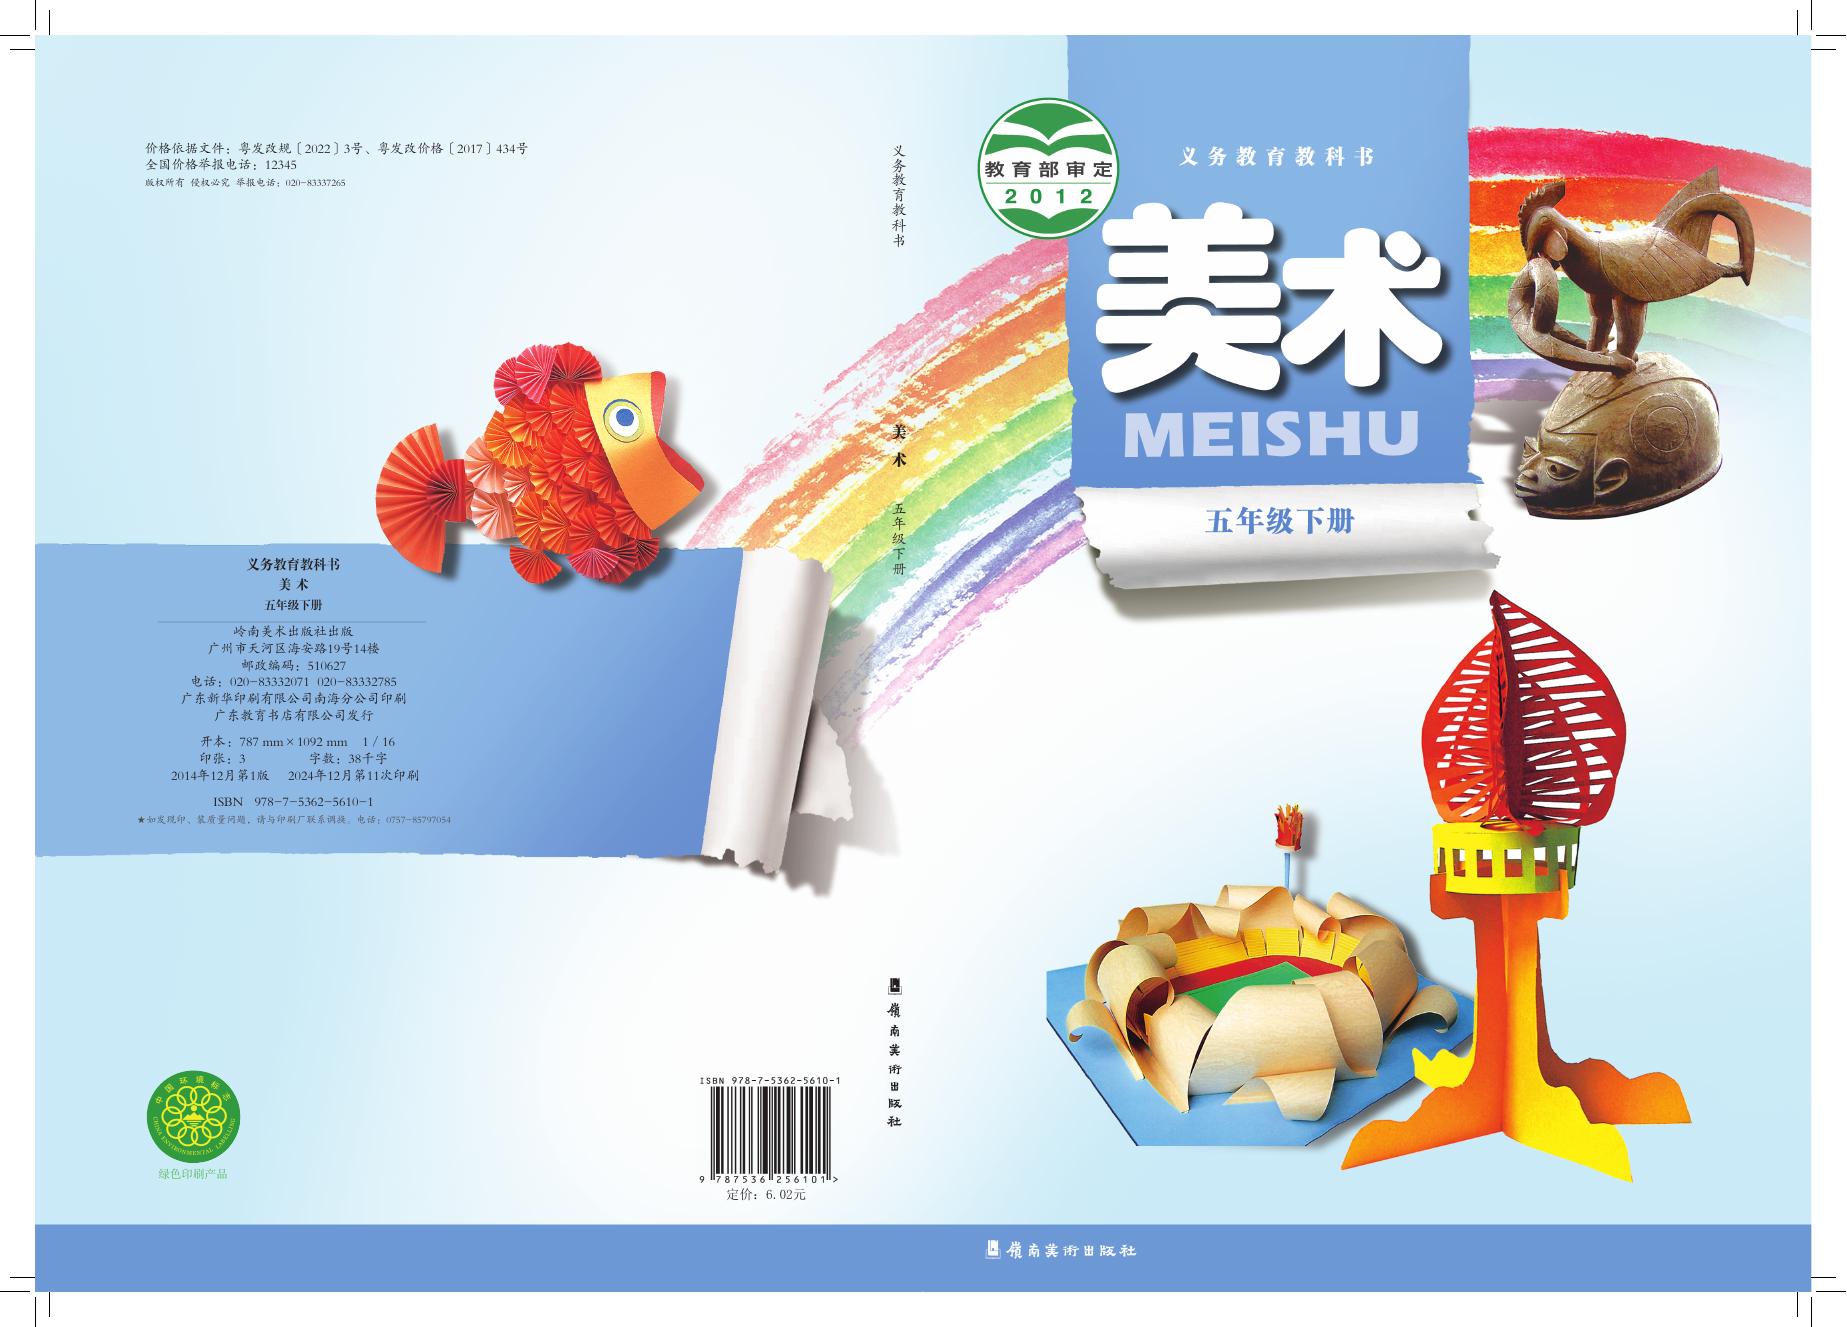 价格依据文件：粤发改规〔2022〕3号、粤发改价格〔2017〕434号
全国价格举报电话：12345
版权所有 侵权必究 举报电话：020-83337265
义务教育教科书
美 术
五年级下册
岭南美术出版社出版
广州市天河区海安路19号14楼
邮政编码：510627
电话：020-83332071 020-83332785
广东新华印刷有限公司南海分公司印刷
广东教育书店有限公司发行
开本：787 mm×1092 mm 1/16
印张：3 字数：38千字
2014年12月第1版 2024年12月第11次印刷
ISBN 978-7-5362-5610-1
★如发现印、装质量问题，请与印刷厂联系调换。电话：0757-85797054
中国环境标志
CHINA ENVIRONMENTAL LABELLING
绿色印刷产品
ISBN 978-7-5362-5610-1
9 787536 256101 >
定价：6.02元
义务教育教科书
美术
五年级下册
嶺南美術出版社
教育部审定
2012
义务教育教科书
美术
MEISHU
五年级下册
嶺南美術出版社